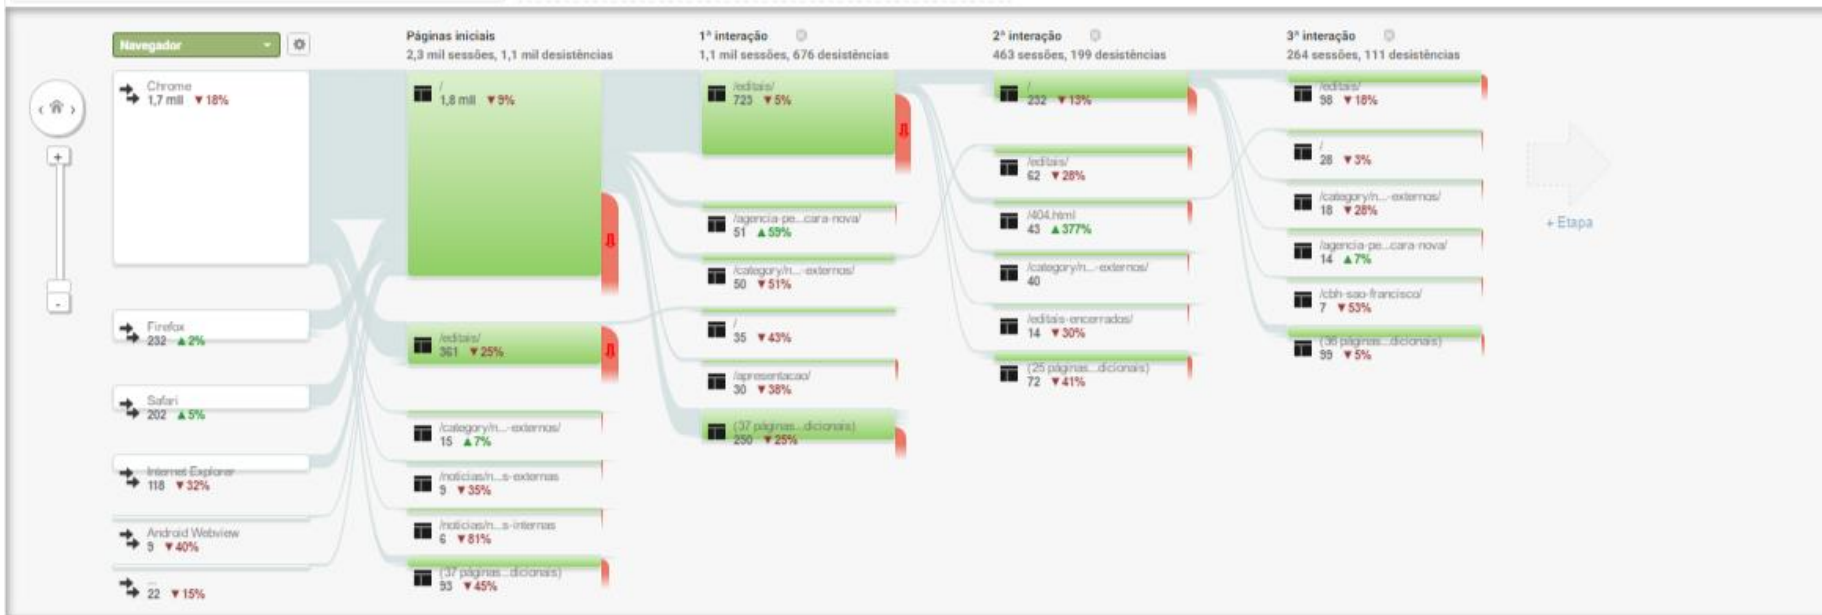 Navegador
Chrome
1,7 mil ▼18%
Firefox
232 ▲2%
Safari
202 ▲5%
Internet Explorer
118 ▼32%
Android Webview
9 ▼40%
...
22 ▼15%
Páginas iniciais
2,3 mil sessões, 1,1 mil desistências
/
1,8 mil ▼9%
/editais/
361 ▼25%
/category/n...-externos/
15 ▲7%
/noticias/n...s-externas
9 ▼35%
/noticias/n...s-internas
6 ▼81%
(37 páginas...dicionais)
93 ▼45%
1ª interação
1,1 mil sessões, 676 desistências
/editais/
723 ▼5%
/agencia-pe...cara-nova/
51 ▲59%
/category/n...-externos/
50 ▼51%
/
35 ▼43%
/apresentacao/
30 ▼38%
(37 páginas...dicionais)
250 ▼25%
2ª interação
463 sessões, 199 desistências
/
232 ▼13%
/editais/
62 ▼28%
/404.html
43 ▲377%
/category/n...-externos/
40
/editais-encerrados/
14 ▼30%
(25 páginas...dicionais)
72 ▼41%
3ª interação
264 sessões, 111 desistências
/editais/
98 ▼18%
/
28 ▼3%
/category/n...-externos/
18 ▼28%
/agencia-pe...cara-nova/
14 ▲7%
/cbh-sao-francisco/
7 ▼53%
(36 páginas...dicionais)
99 ▼5%
+ Etapa